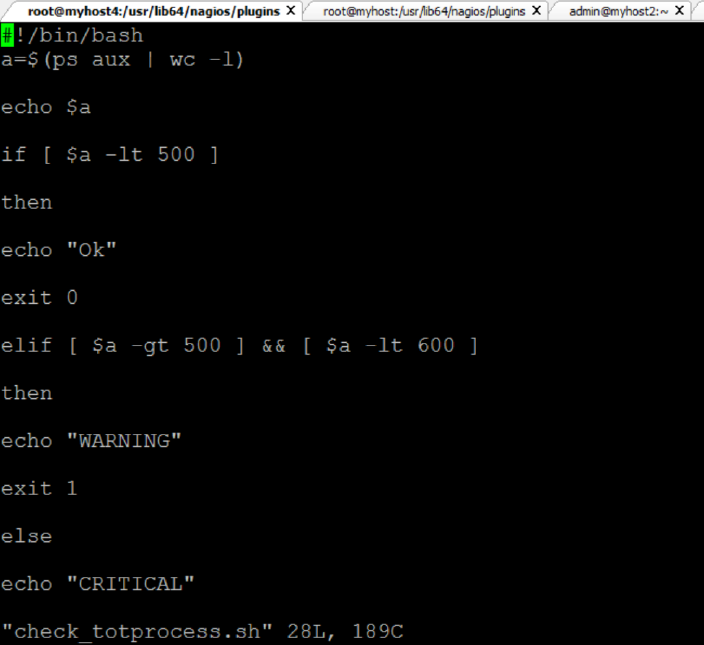 root@myhost4:/usr/lib64/nagios/plugins X root@myhost:/usr/lib64/nagios/plugins X admin@myhost2:~ X
#!/bin/bash
a=$(ps aux | wc -l)
echo $a
if [ $a -lt 500 ]
then
echo "Ok"
exit 0
elif [ $a -gt 500 ] && [ $a -lt 600 ]
then
echo "WARNING"
exit 1
else
echo "CRITICAL"
"check_totprocess.sh" 28L, 189C